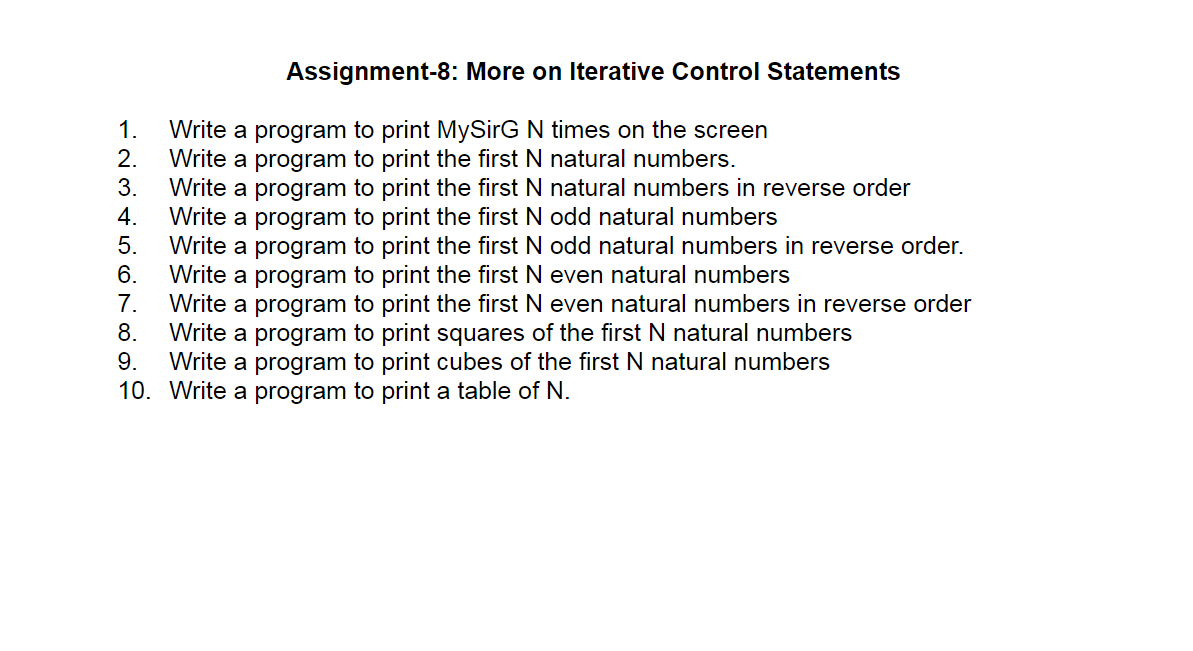 Assignment-8: More on Iterative Control Statements
1. Write a program to print MySirG N times on the screen
2. Write a program to print the first N natural numbers.
3. Write a program to print the first N natural numbers in reverse order
4. Write a program to print the first N odd natural numbers
5. Write a program to print the first N odd natural numbers in reverse order.
6. Write a program to print the first N even natural numbers
7. Write a program to print the first N even natural numbers in reverse order
8. Write a program to print squares of the first N natural numbers
9. Write a program to print cubes of the first N natural numbers
10. Write a program to print a table of N.